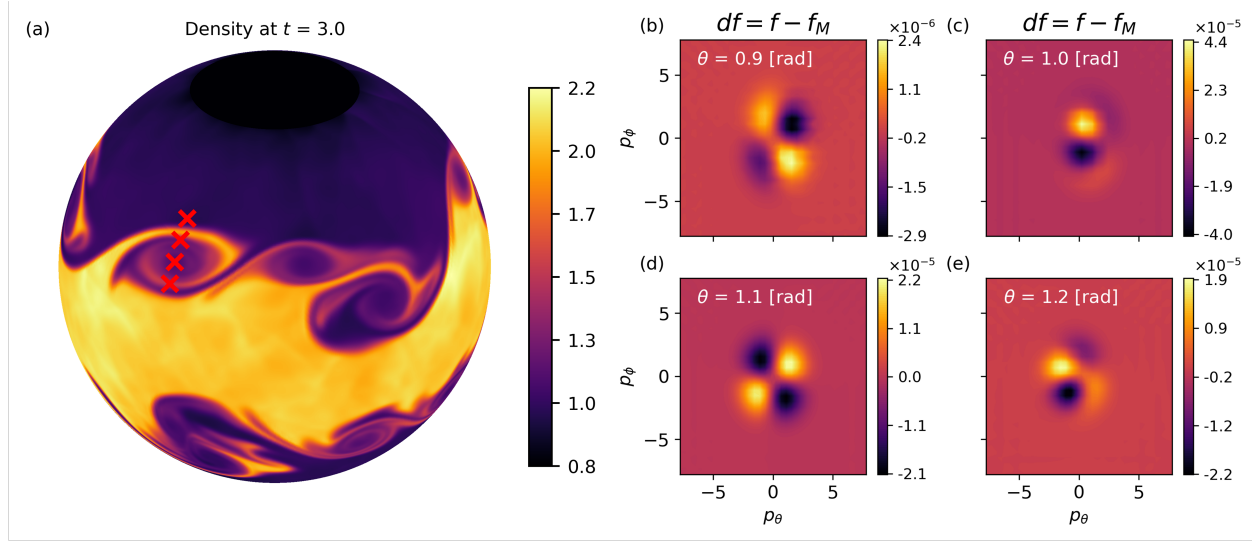 (a)
Density at t = 3.0
2.2
2.0
1.7
1.5
1.3
1.0
0.8
(b)
df = f − f_M
×10⁻⁶
θ = 0.9 [rad]
2.4
1.1
-0.2
-1.5
-2.9
5
0
−5
p_ϕ
(c)
df = f − f_M
×10⁻⁵
θ = 1.0 [rad]
4.4
2.3
0.2
-1.9
-4.0
(d)
×10⁻⁵
θ = 1.1 [rad]
2.2
1.1
0.0
-1.1
-2.1
5
0
−5
p_ϕ
−5 0 5
p_θ
(e)
×10⁻⁵
θ = 1.2 [rad]
1.9
0.9
-0.2
-1.2
-2.2
−5 0 5
p_θ